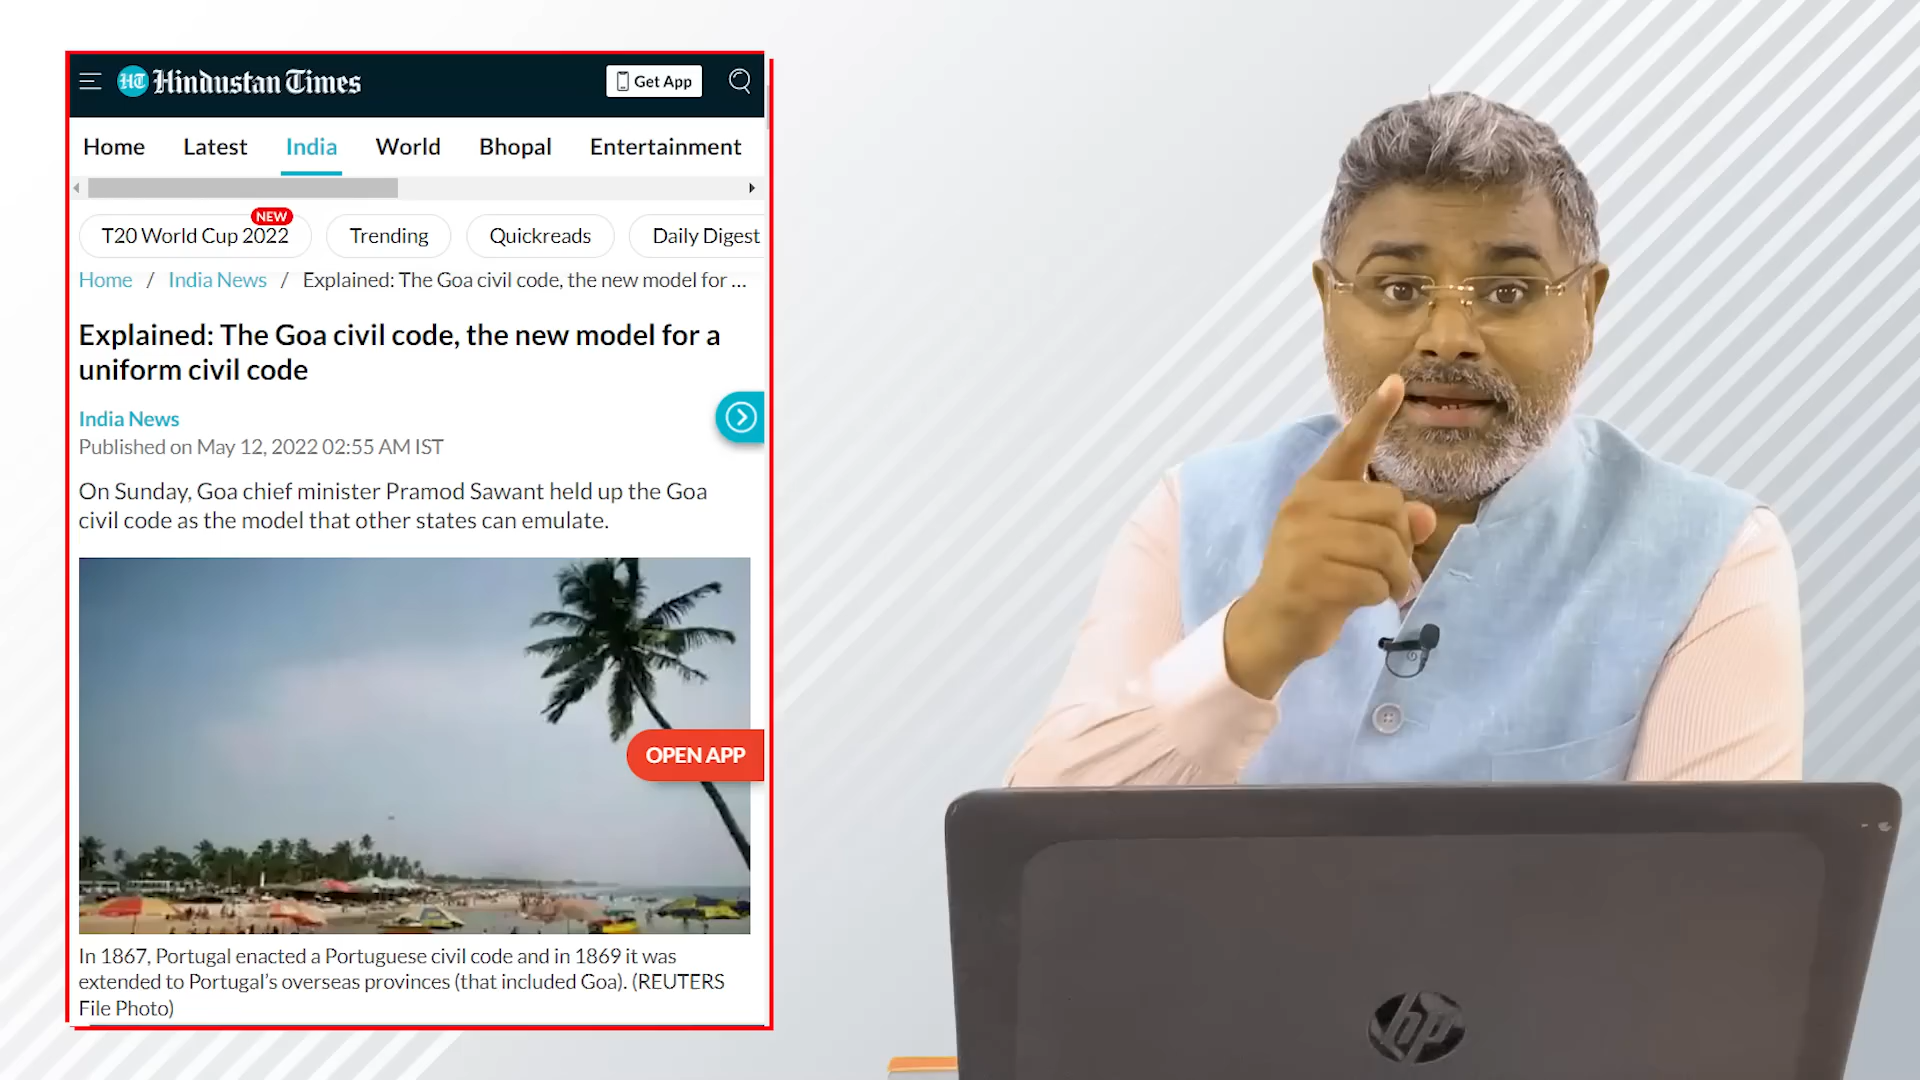 HT Hindustan Times
Get App
Home Latest India World Bhopal Entertainment
NEW
T20 World Cup 2022 Trending Quickreads Daily Digest
Home / India News / Explained: The Goa civil code, the new model for ...
Explained: The Goa civil code, the new model for a
uniform civil code
India News
Published on May 12, 2022 02:55 AM IST
On Sunday, Goa chief minister Pramod Sawant held up the Goa
civil code as the model that other states can emulate.
OPEN APP
In 1867, Portugal enacted a Portuguese civil code and in 1869 it was
extended to Portugal's overseas provinces (that included Goa). (REUTERS
File Photo)
hp